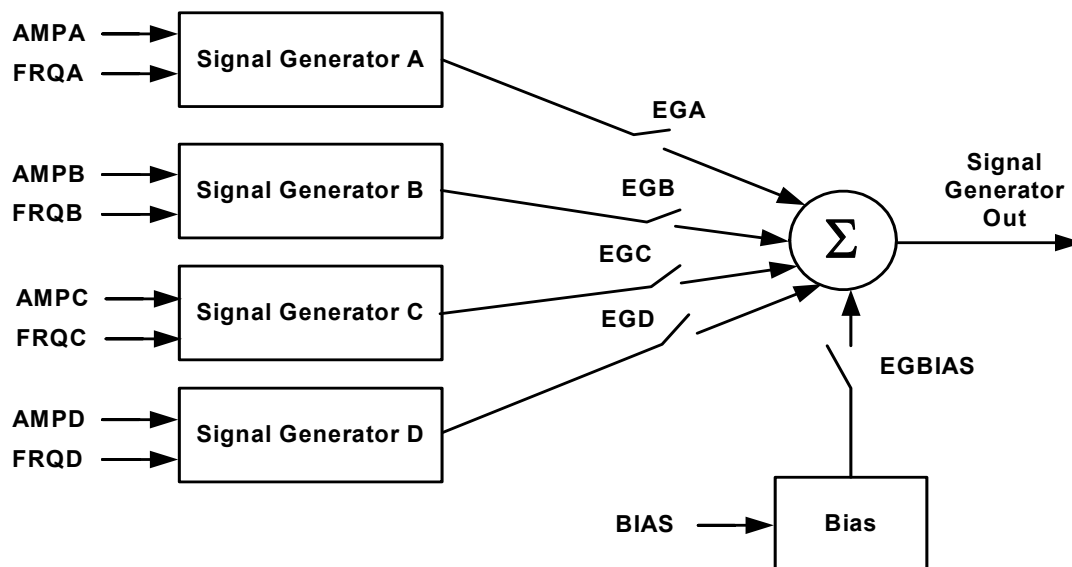 AMPA
FRQA
Signal Generator A
EGA
AMPB
FRQB
Signal Generator B
EGB
AMPC
FRQC
Signal Generator C
EGC
AMPD
FRQD
Signal Generator D
EGD
Σ
Signal
Generator
Out
EGBIAS
BIAS
Bias